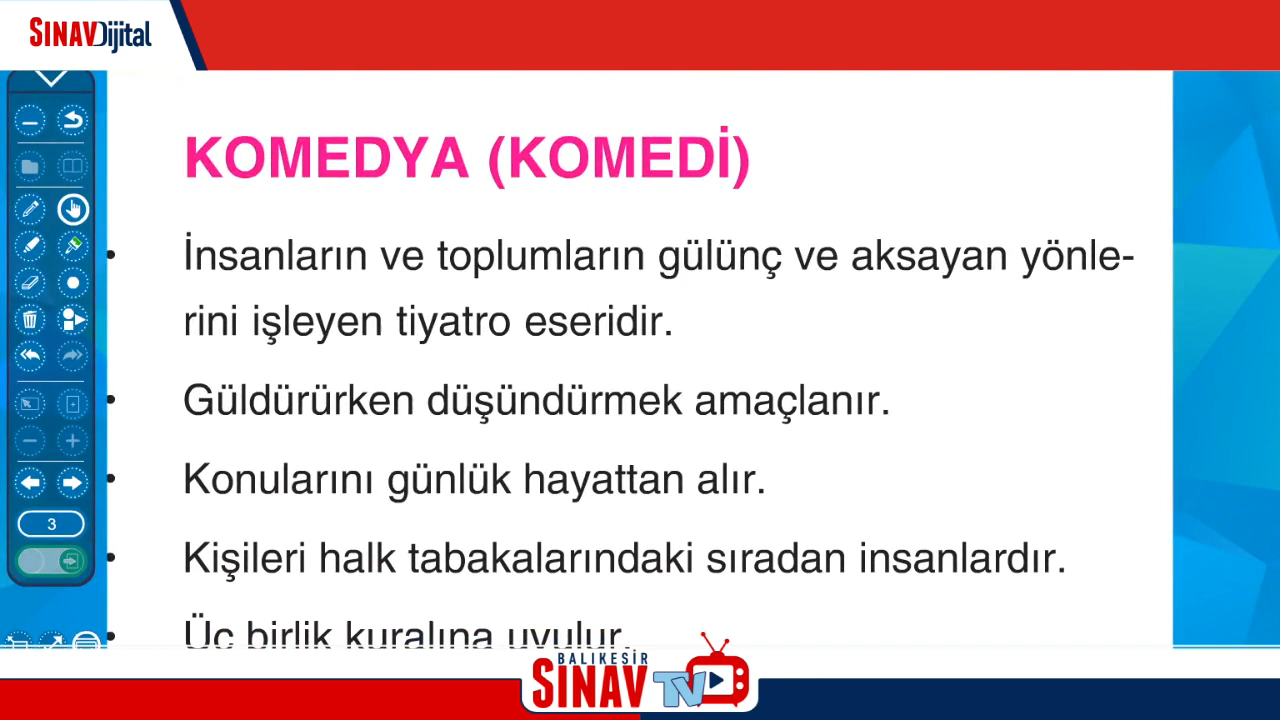 SINAVDijital
KOMEDYA (KOMEDİ)
• İnsanların ve toplumların gülünç ve aksayan yönle-
rini işleyen tiyatro eseridir.
• Güldürürken düşündürmek amaçlanır.
• Konularını günlük hayattan alır.
• Kişileri halk tabakalarındaki sıradan insanlardır.
• Üç birlik kuralına uyulur.
3
BALIKESİR
SINAV TV